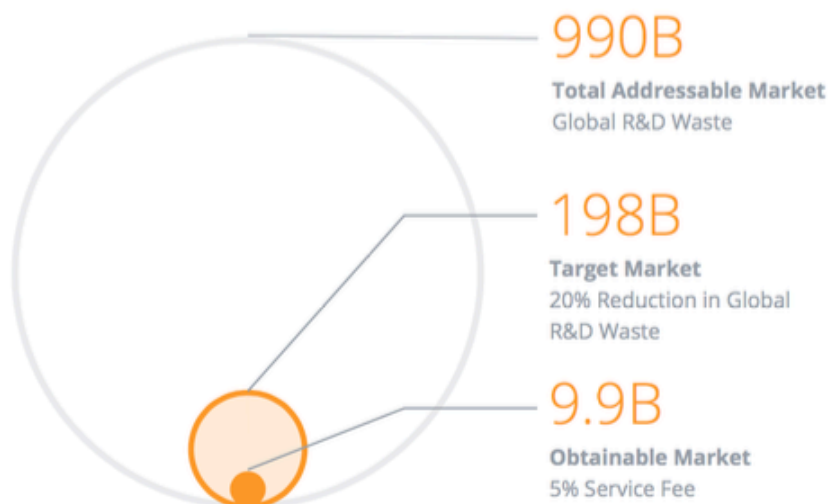 990B
Total Addressable Market
Global R&D Waste
198B
Target Market
20% Reduction in Global
R&D Waste
9.9B
Obtainable Market
5% Service Fee